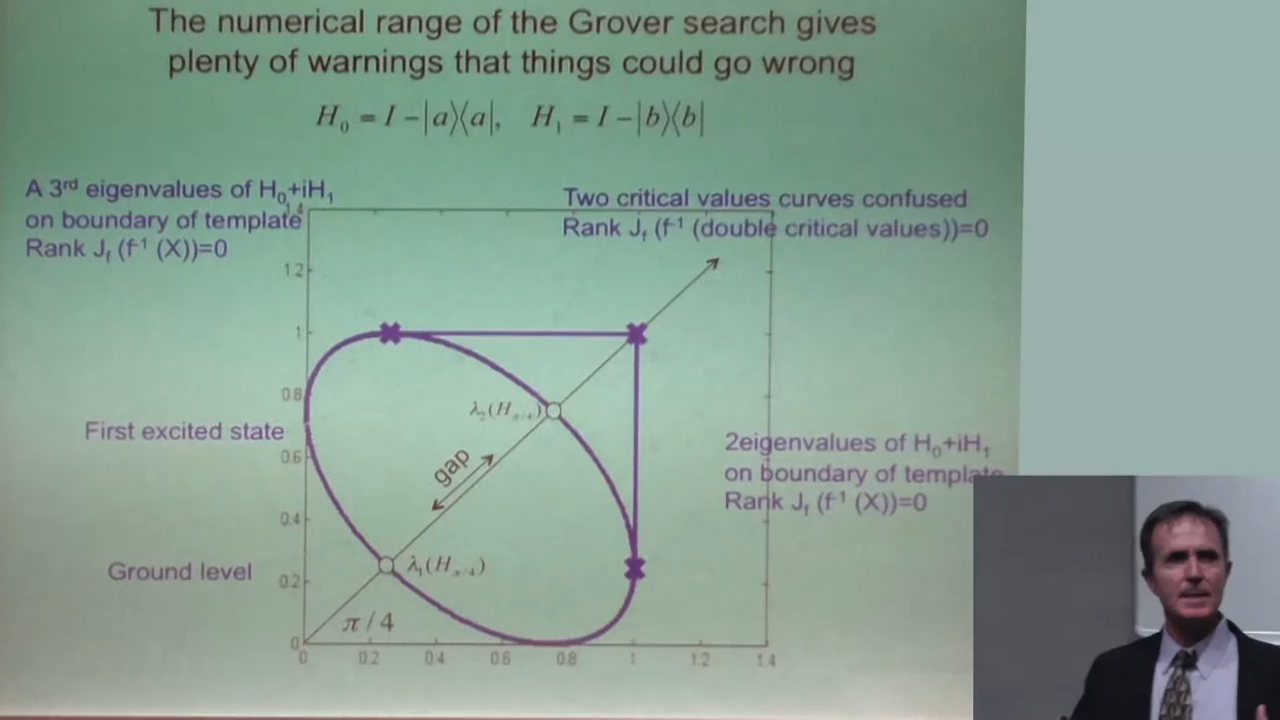 The numerical range of the Grover search gives
plenty of warnings that things could go wrong
H₀ = I −|a⟩⟨a|, H₁ = I −|b⟩⟨b|
A 3rd eigenvalues of H₀+iH₁
on boundary of template
Rank Jf (f⁻¹ (X))=0
Two critical values curves confused
Rank Jf (f⁻¹ (double critical values))=0
1.4
1.2
1
0.8
0.6
0.4
0.2
0
First excited state
Ground level
λ₂(Hπ/4)
gap
λ₁(Hπ/4)
π/4
2eigenvalues of H₀+iH₁
on boundary of template
Rank Jf (f⁻¹ (X))=0
0 0.2 0.4 0.6 0.8 1 1.2 1.4